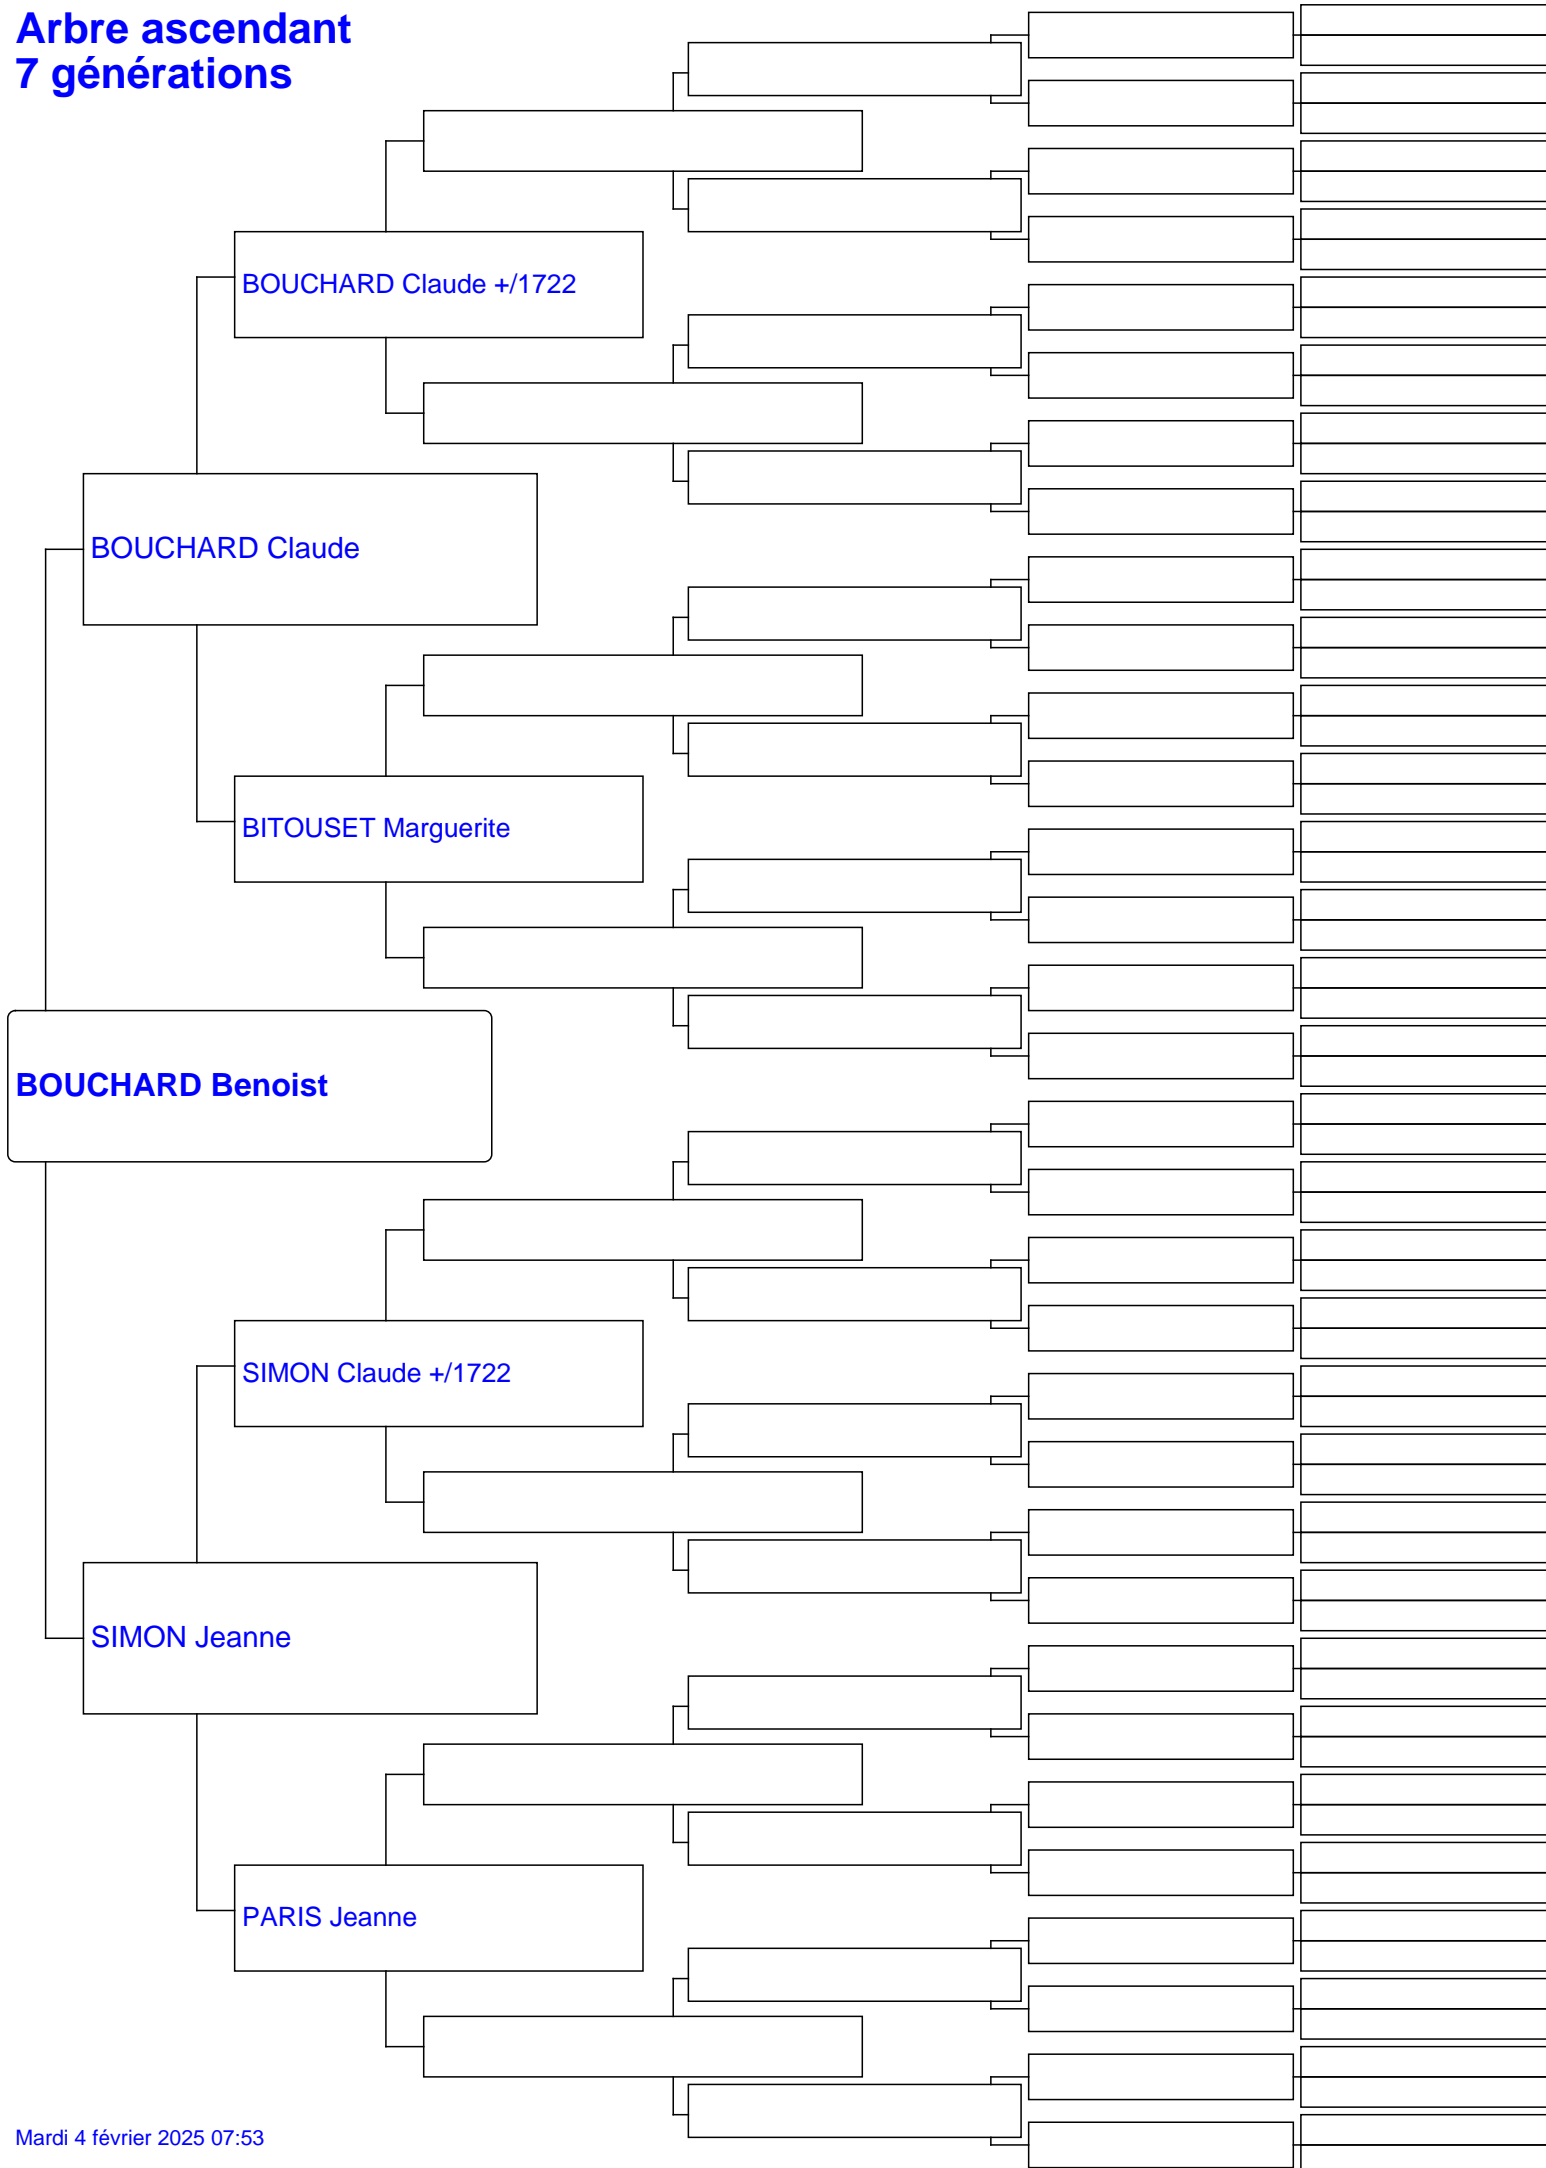 Arbre ascendant
7 générations
BOUCHARD Claude +/1722
BOUCHARD Claude
BITOUSET Marguerite
BOUCHARD Benoist
SIMON Claude +/1722
SIMON Jeanne
PARIS Jeanne
Mardi 4 février 2025 07:53